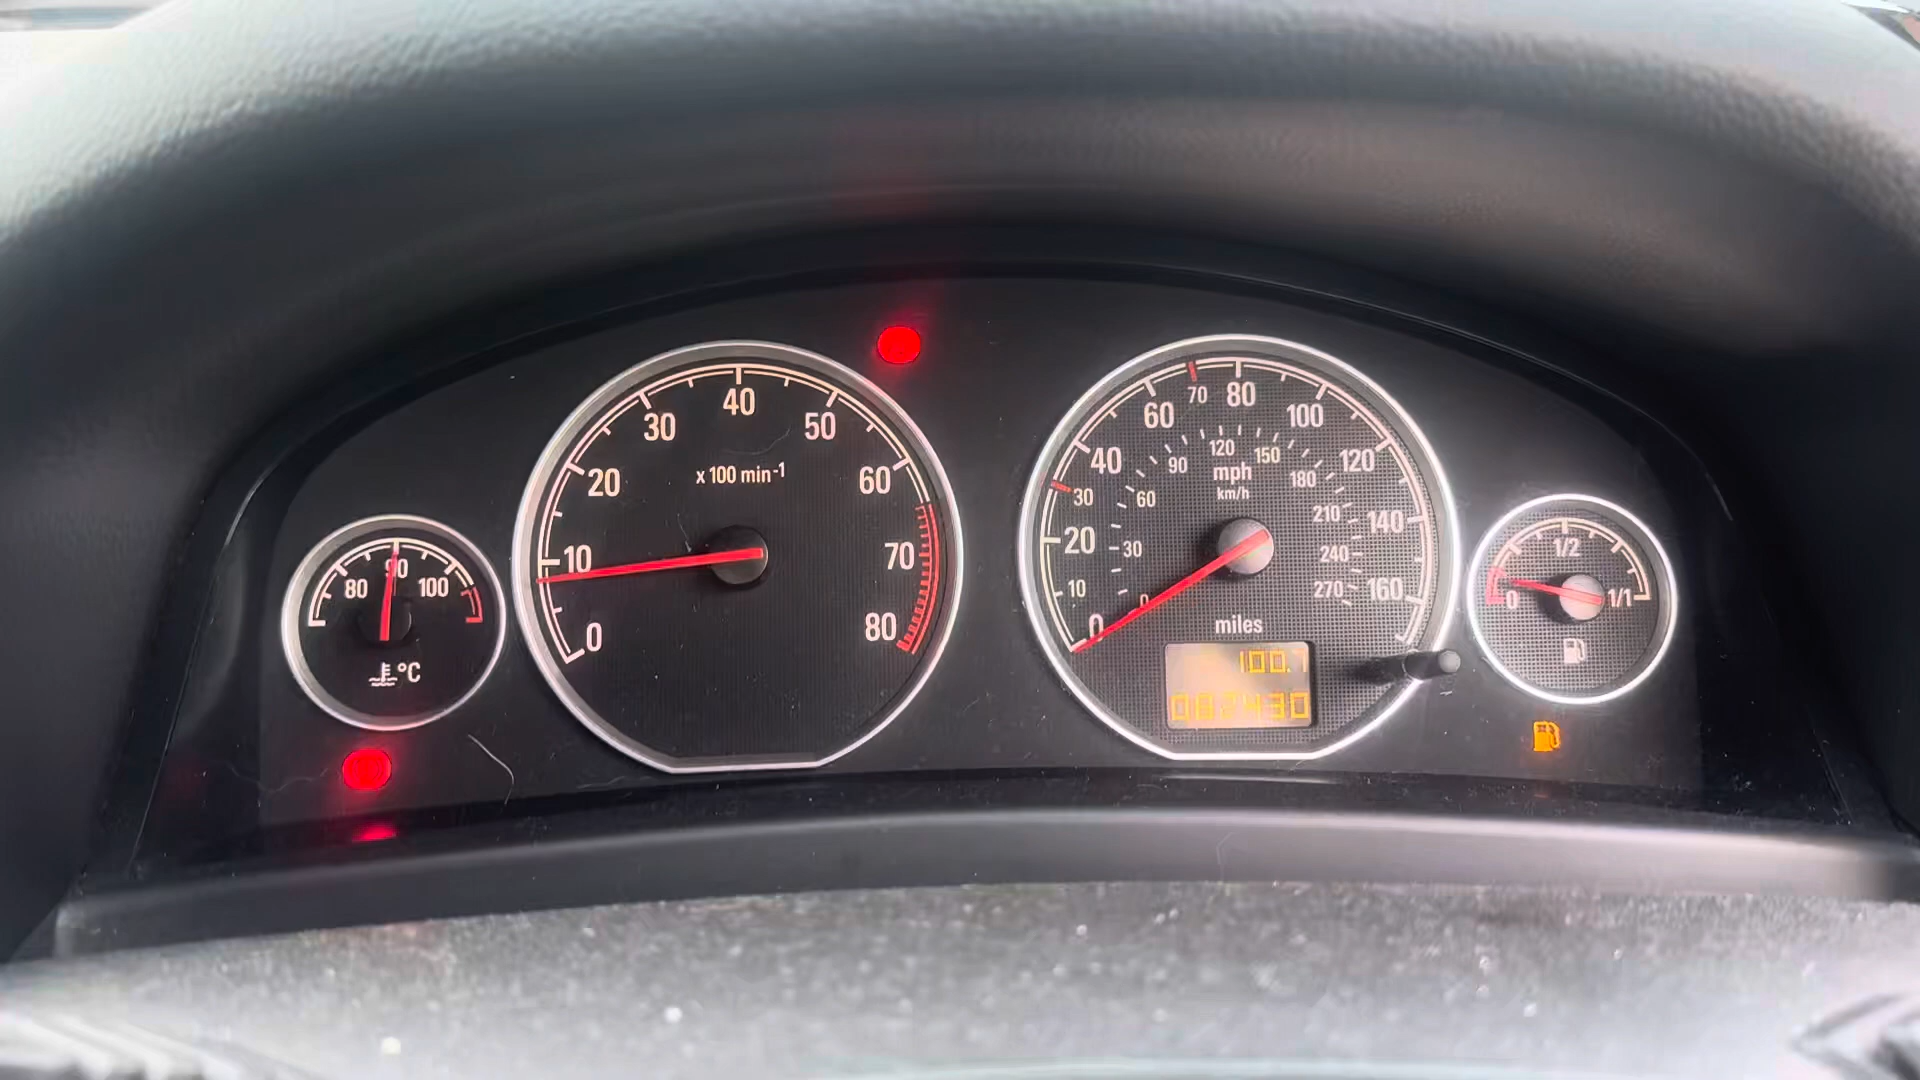 80 90 100
°C
0 10 20 30 40 50 60 70 80
x 100 min-1
0 10 20 30 40 60 70 80 100 120 140 160
0 30 60 90 120 150 180 210 240 270
mph
km/h
miles
100.1
062430
0 1/2 1/1